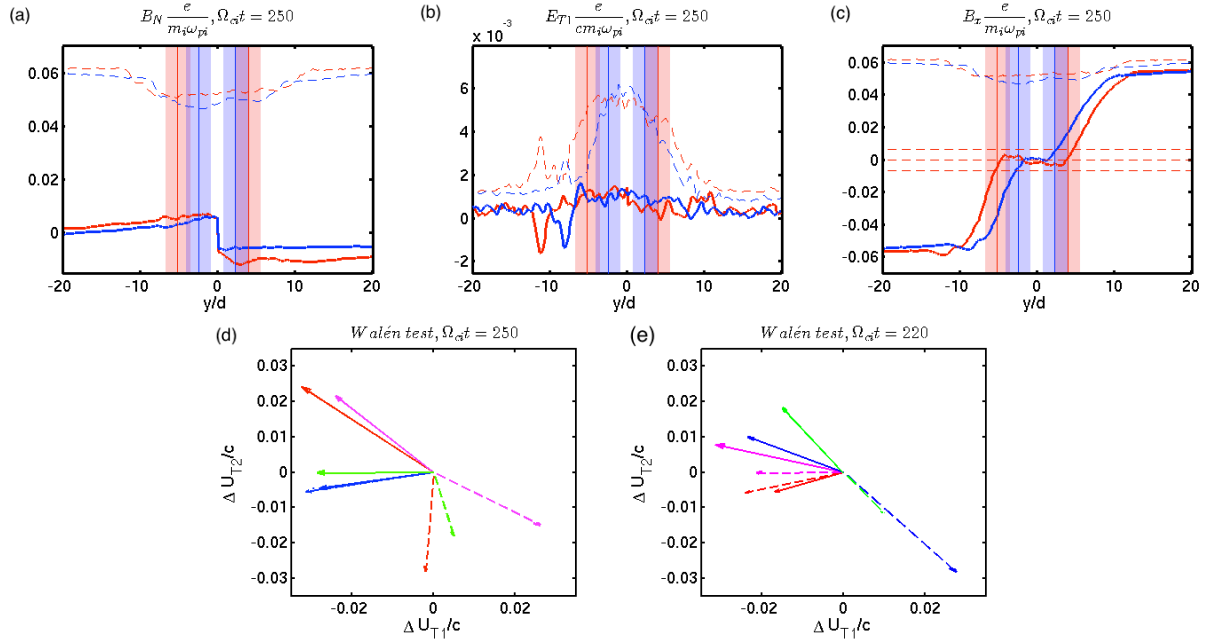 (a) B_N e/(m_i ω_pi), Ω_ci t = 250
0.06
0.04
0.02
0
-20 -10 0 10 20
y/d
(b) E_T1 e/(c m_i ω_pi), Ω_ci t = 250
x 10^-3
6
4
2
0
-2
-20 -10 0 10 20
y/d
(c) B_x e/(m_i ω_pi), Ω_ci t = 250
0.06
0.04
0.02
0
-0.02
-0.04
-0.06
-20 -10 0 10 20
y/d
(d) Walén test, Ω_ci t = 250
Δ U_T2/c
0.03
0.02
0.01
0
-0.01
-0.02
-0.03
-0.02 0 0.02
Δ U_T1/c
(e) Walén test, Ω_ci t = 220
Δ U_T2/c
0.03
0.02
0.01
0
-0.01
-0.02
-0.03
-0.02 0 0.02
Δ U_T1/c